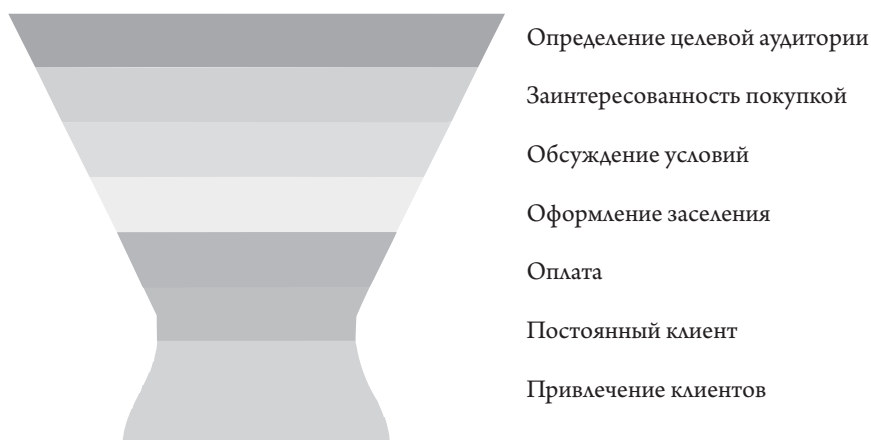 Определение целевой аудитории
Заинтересованность покупкой
Обсуждение условий
Оформление заселения
Оплата
Постоянный клиент
Привлечение клиентов